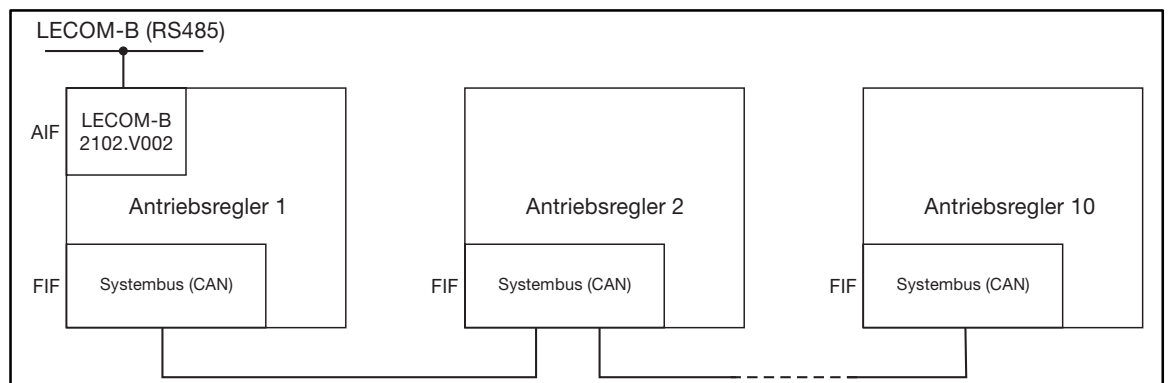 LECOM-B (RS485)
AIF
LECOM-B
2102.V002
Antriebsregler 1
Antriebsregler 2
Antriebsregler 10
FIF
Systembus (CAN)
FIF
Systembus (CAN)
FIF
Systembus (CAN)